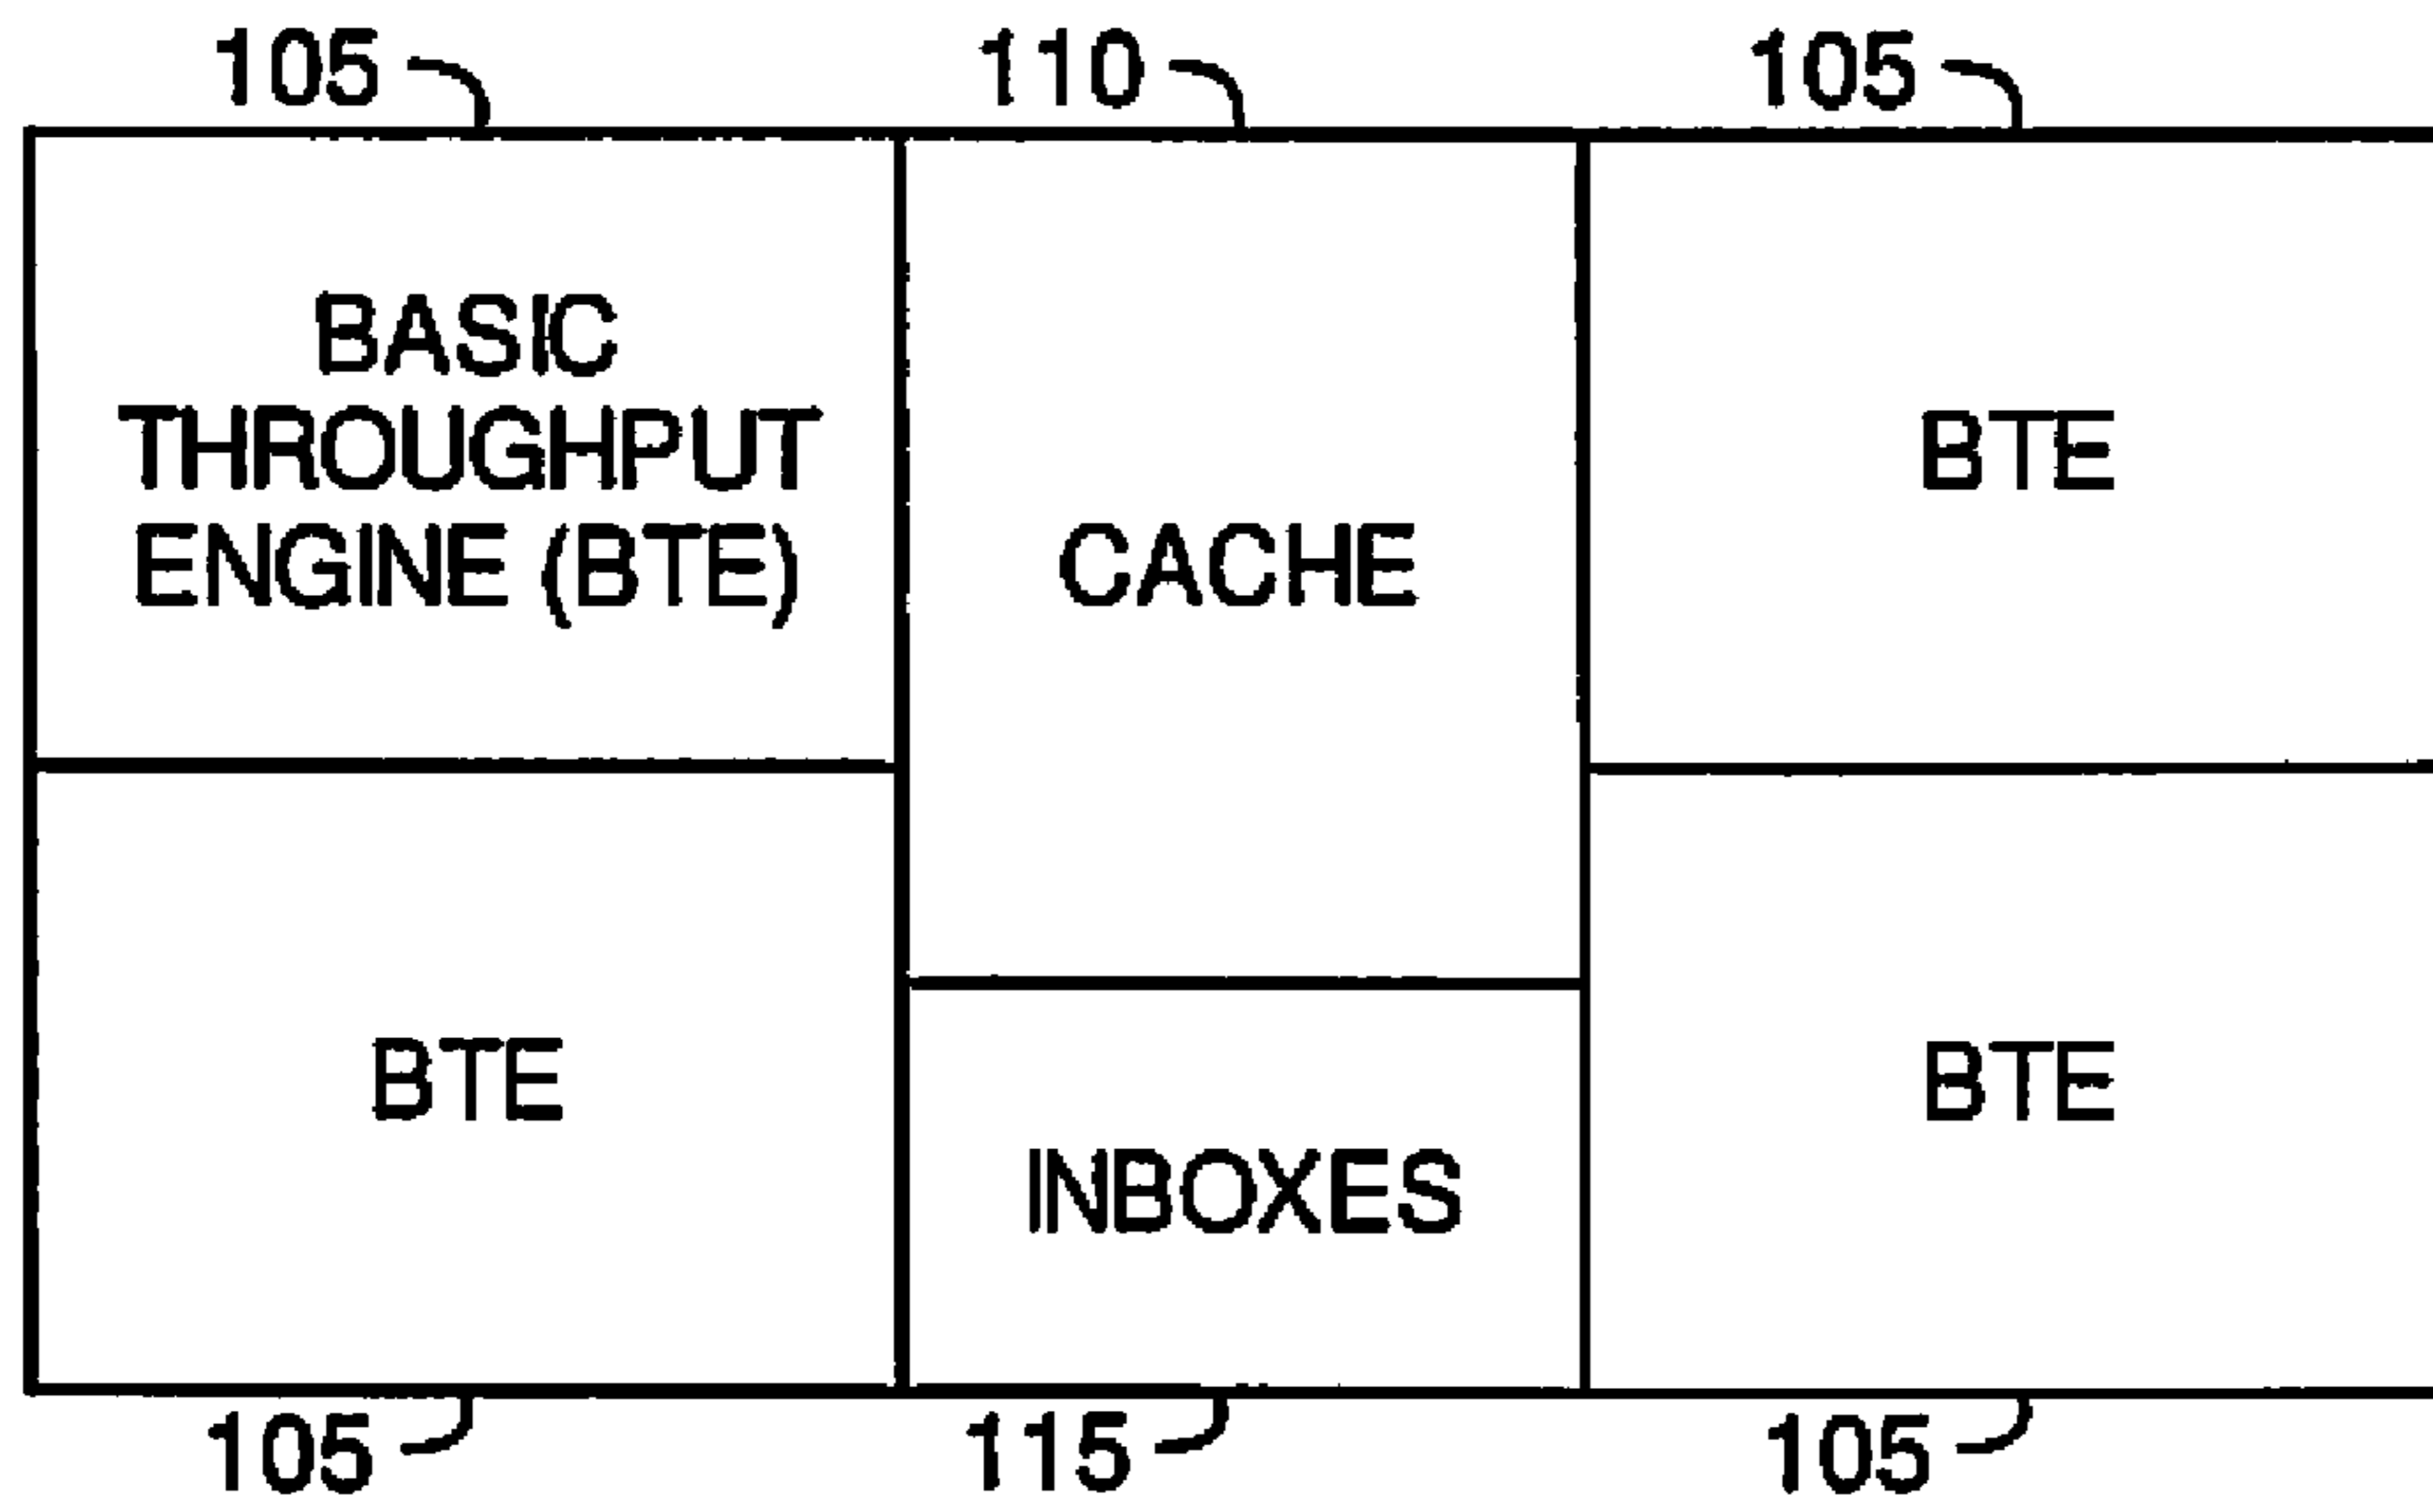 105
110
105
BASIC
THROUGHPUT
ENGINE (BTE)
CACHE
BTE
BTE
INBOXES
BTE
105
115
105